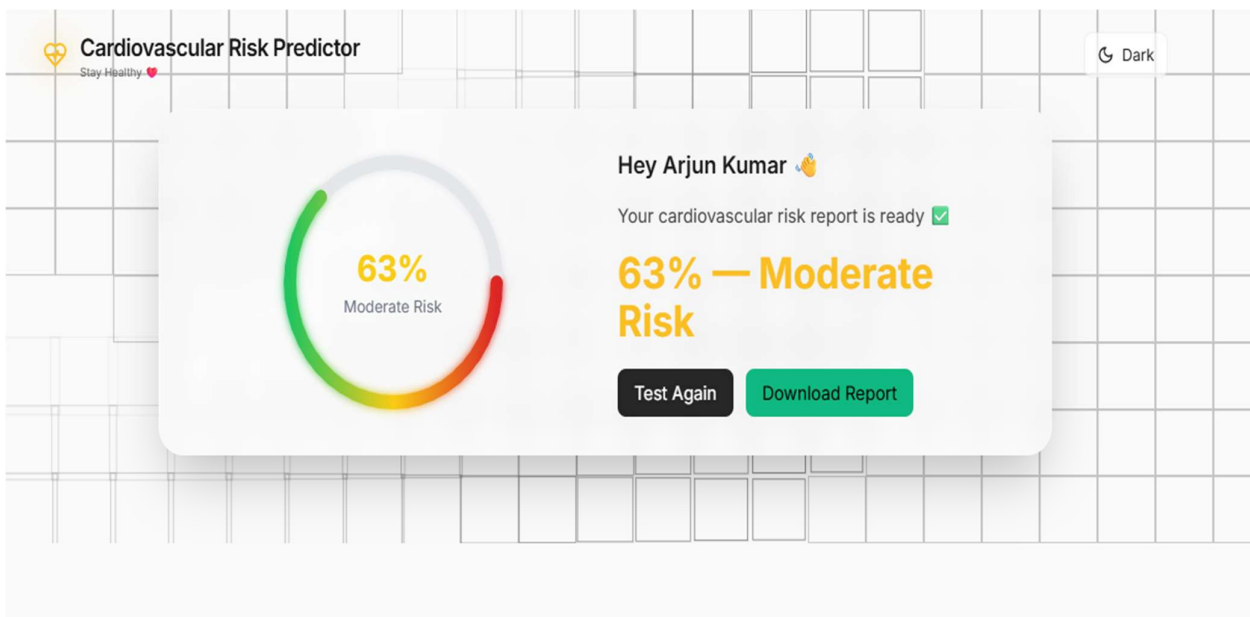 Cardiovascular Risk Predictor
Stay Healthy ❤️
Dark
63%
Moderate Risk
Hey Arjun Kumar 👋
Your cardiovascular risk report is ready ✅
63% — Moderate
Risk
Test Again
Download Report